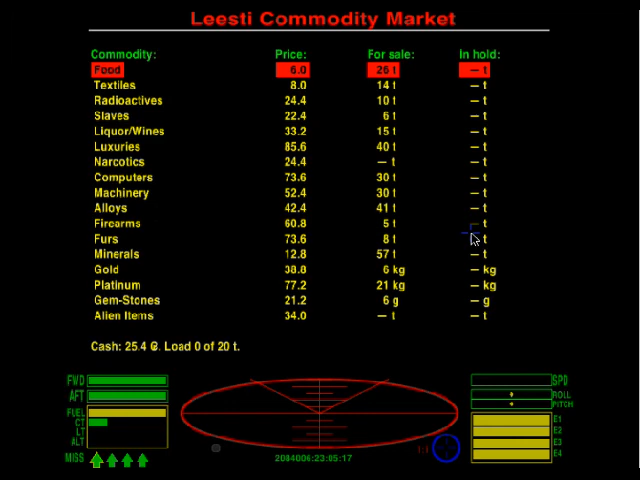 Leesti Commodity Market
Commodity: Price: For sale: In hold:
Food 6.0 26 t — t
Textiles 8.0 14 t — t
Radioactives 24.4 10 t — t
Slaves 22.4 6 t — t
Liquor/Wines 33.2 15 t — t
Luxuries 85.6 40 t — t
Narcotics 24.4 — t — t
Computers 73.6 30 t — t
Machinery 52.4 30 t — t
Alloys 42.4 41 t — t
Firearms 60.8 5 t — t
Furs 73.6 8 t t
Minerals 12.8 57 t — t
Gold 38.8 6 kg — kg
Platinum 77.2 21 kg — kg
Gem-Stones 21.2 6 g — g
Alien Items 34.0 — t — t
Cash: 25.4 ₢. Load 0 of 20 t.
FWD SPD
AFT ROLL
PITCH
FUEL E1
CT E2
LT E3
ALT E4
MISS 2084006:23:05:17 1:1